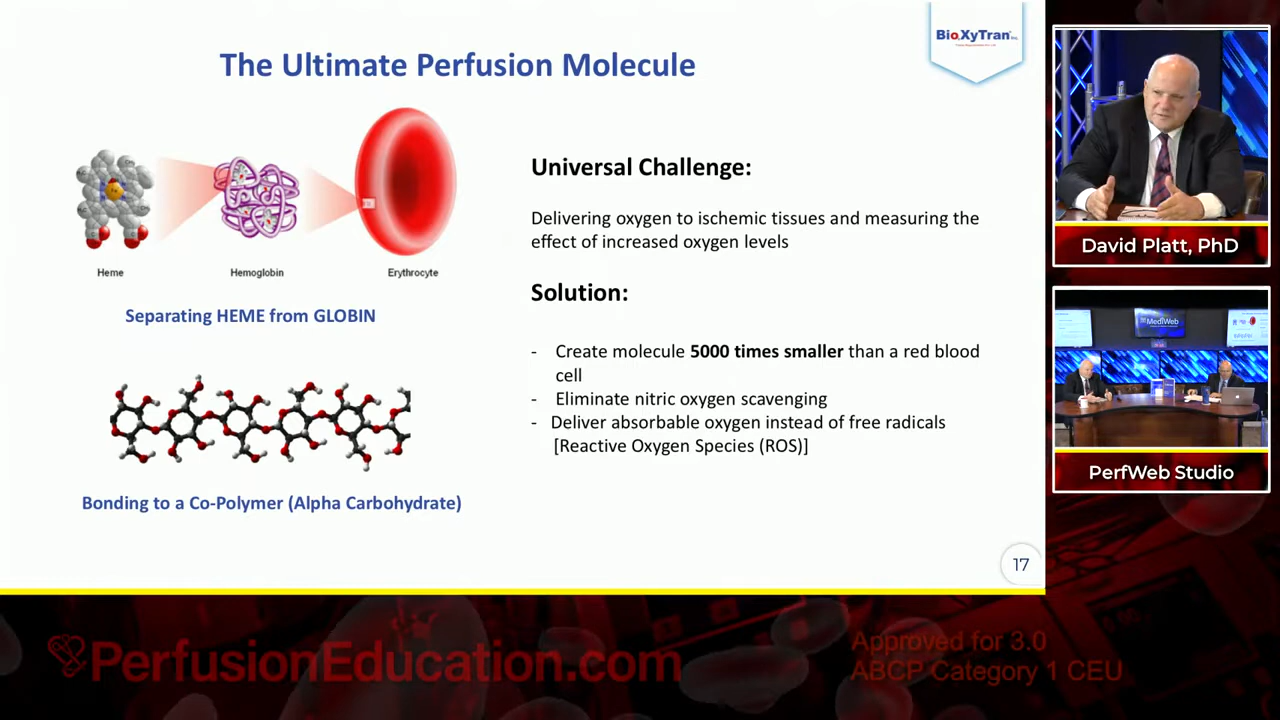 The Ultimate Perfusion Molecule
BioXyTran Inc
Heme
Hemoglobin
Erythrocyte
Separating HEME from GLOBIN
Bonding to a Co-Polymer (Alpha Carbohydrate)
Universal Challenge:
Delivering oxygen to ischemic tissues and measuring the
effect of increased oxygen levels
Solution:
- Create molecule 5000 times smaller than a red blood
cell
- Eliminate nitric oxygen scavenging
- Deliver absorbable oxygen instead of free radicals
[Reactive Oxygen Species (ROS)]
17
David Platt, PhD
MediWeb
PerfWeb Studio
PerfusionEducation.com
Approved for 3.0
ABCP Category 1 CEU